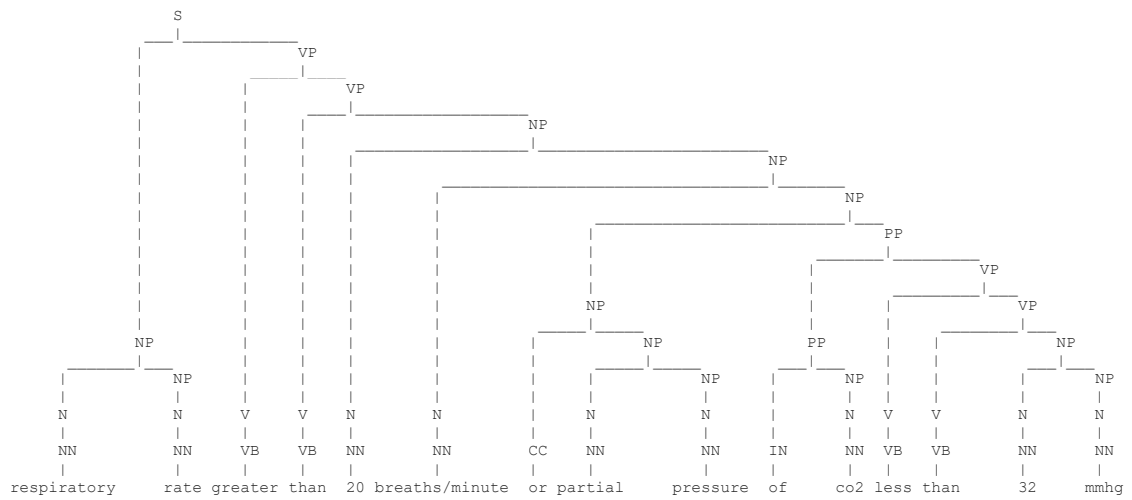 S
VP
VP
NP
NP
NP
PP
VP
NP VP
NP NP PP NP
NP NP NP NP
N N V V N N N N N V V N N
NN NN VB VB NN NN CC NN NN IN NN VB VB NN NN
respiratory rate greater than 20 breaths/minute or partial pressure of co2 less than 32 mmhg